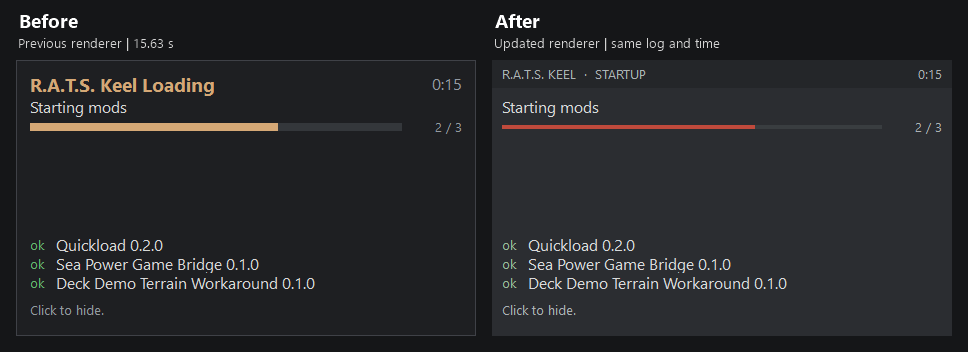 Before
Previous renderer | 15.63 s
R.A.T.S. Keel Loading 0:15
Starting mods
2 / 3
ok Quickload 0.2.0
ok Sea Power Game Bridge 0.1.0
ok Deck Demo Terrain Workaround 0.1.0
Click to hide.
After
Updated renderer | same log and time
R.A.T.S. KEEL · STARTUP 0:15
Starting mods
2 / 3
ok Quickload 0.2.0
ok Sea Power Game Bridge 0.1.0
ok Deck Demo Terrain Workaround 0.1.0
Click to hide.